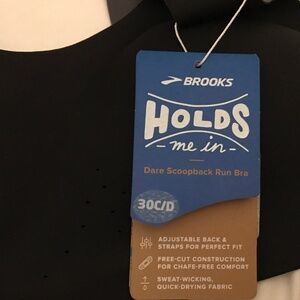 BROOKS
HOLDS
- me in -
Dare Scoopback Run Bra
30C/D
ADJUSTABLE BACK &
STRAPS FOR PERFECT FIT
FREE-CUT CONSTRUCTION
FOR CHAFE-FREE COMFORT
SWEAT-WICKING,
QUICK-DRYING FABRIC